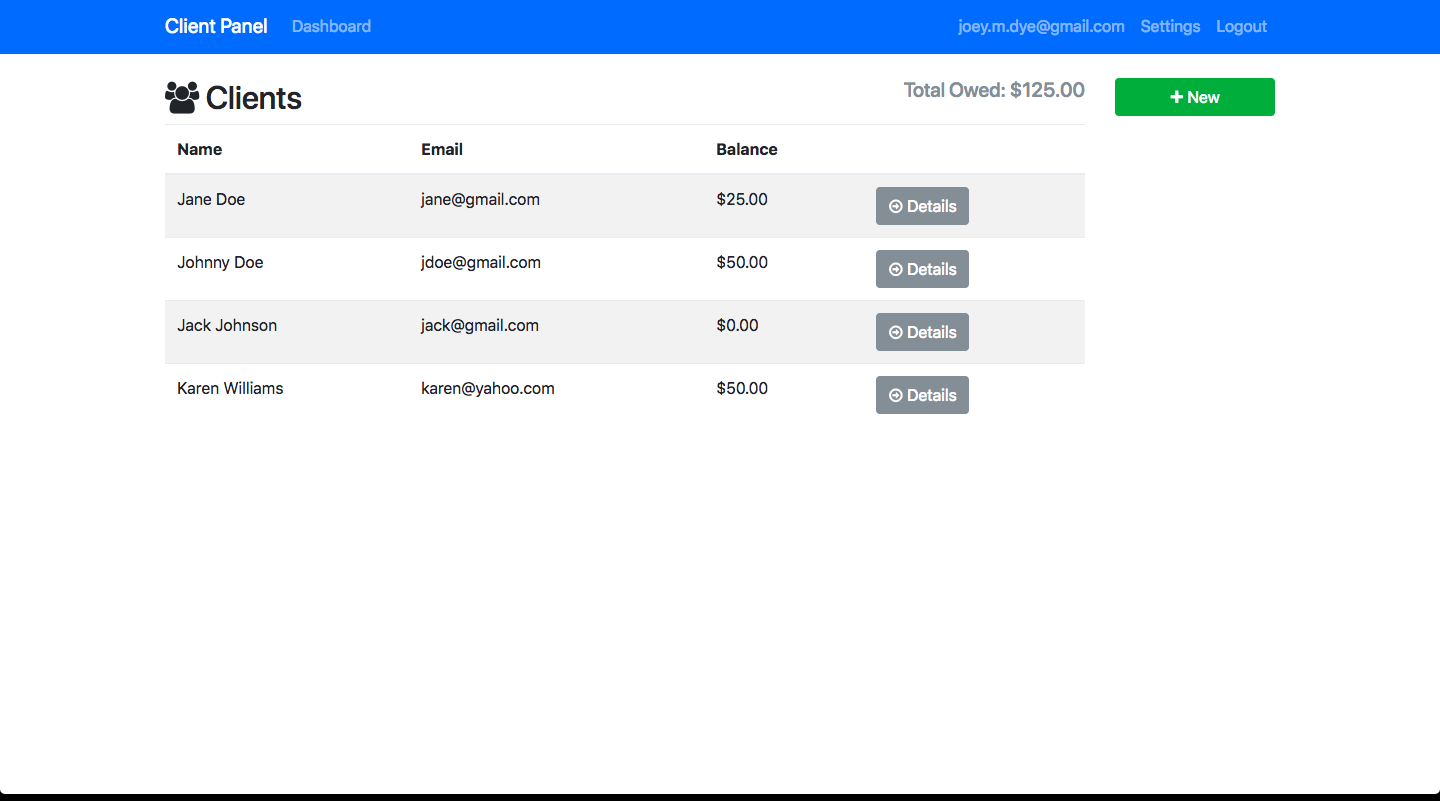 Client Panel Dashboard joey.m.dye@gmail.com Settings Logout
Clients Total Owed: $125.00 New
Name Email Balance
Jane Doe jane@gmail.com $25.00 Details
Johnny Doe jdoe@gmail.com $50.00 Details
Jack Johnson jack@gmail.com $0.00 Details
Karen Williams karen@yahoo.com $50.00 Details